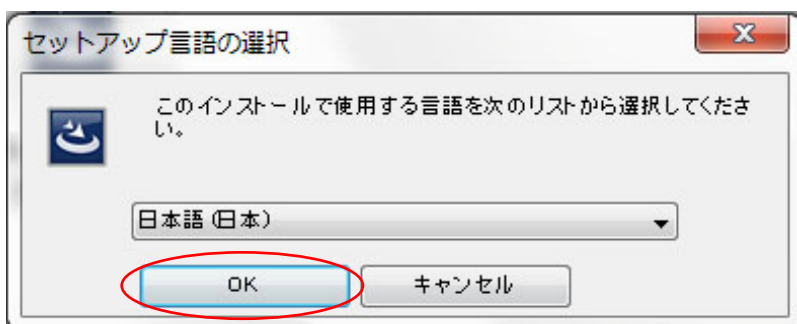 セットアップ言語の選択
このインストールで使用する言語を次のリストから選択してくださ
い。
日本語 (日本)
OK
キャンセル